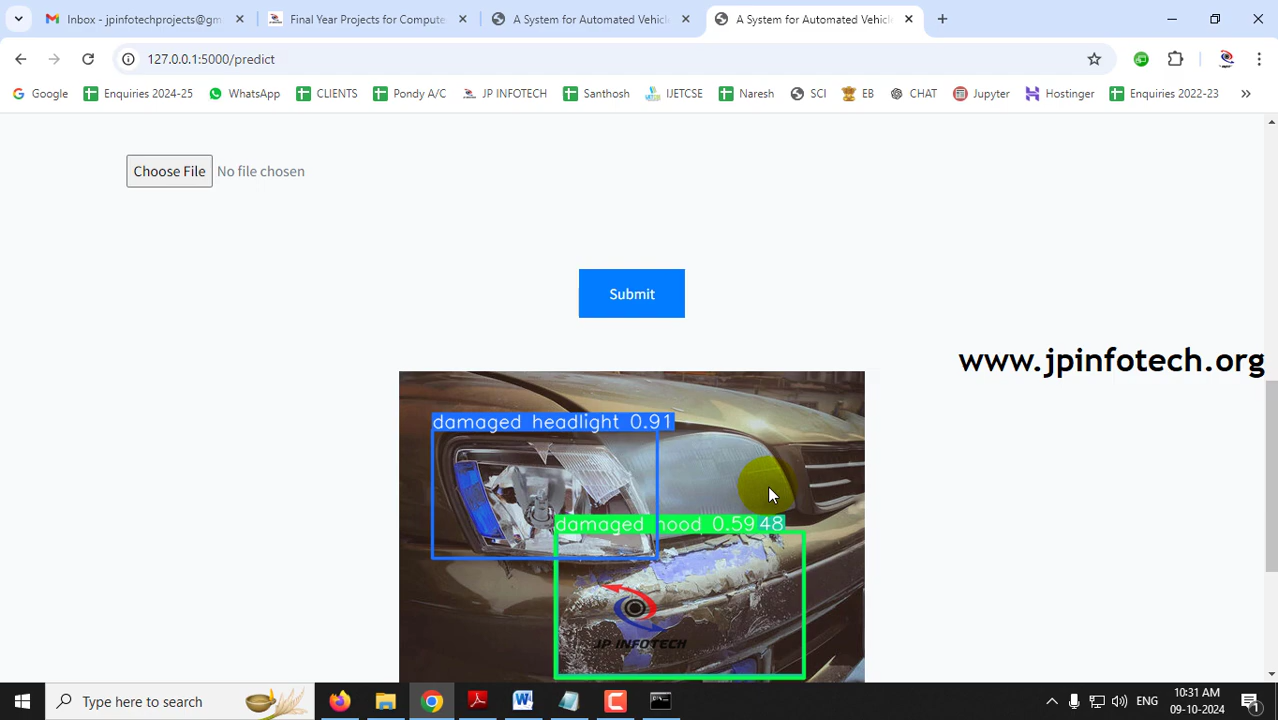 Inbox - jpinfotechprojects@gm
Final Year Projects for Compute
A System for Automated Vehicle
A System for Automated Vehicle
127.0.0.1:5000/predict
Google
Enquiries 2024-25
WhatsApp
CLIENTS
Pondy A/C
JP INFOTECH
Santhosh
IJETCSE
Naresh
SCI
EB
CHAT
Jupyter
Hostinger
Enquiries 2022-23
Choose File No file chosen
Submit
www.jpinfotech.org
damaged headlight 0.91
damaged hood 0.59 48
JP INFOTECH
Type here to search
ENG
10:31 AM
09-10-2024